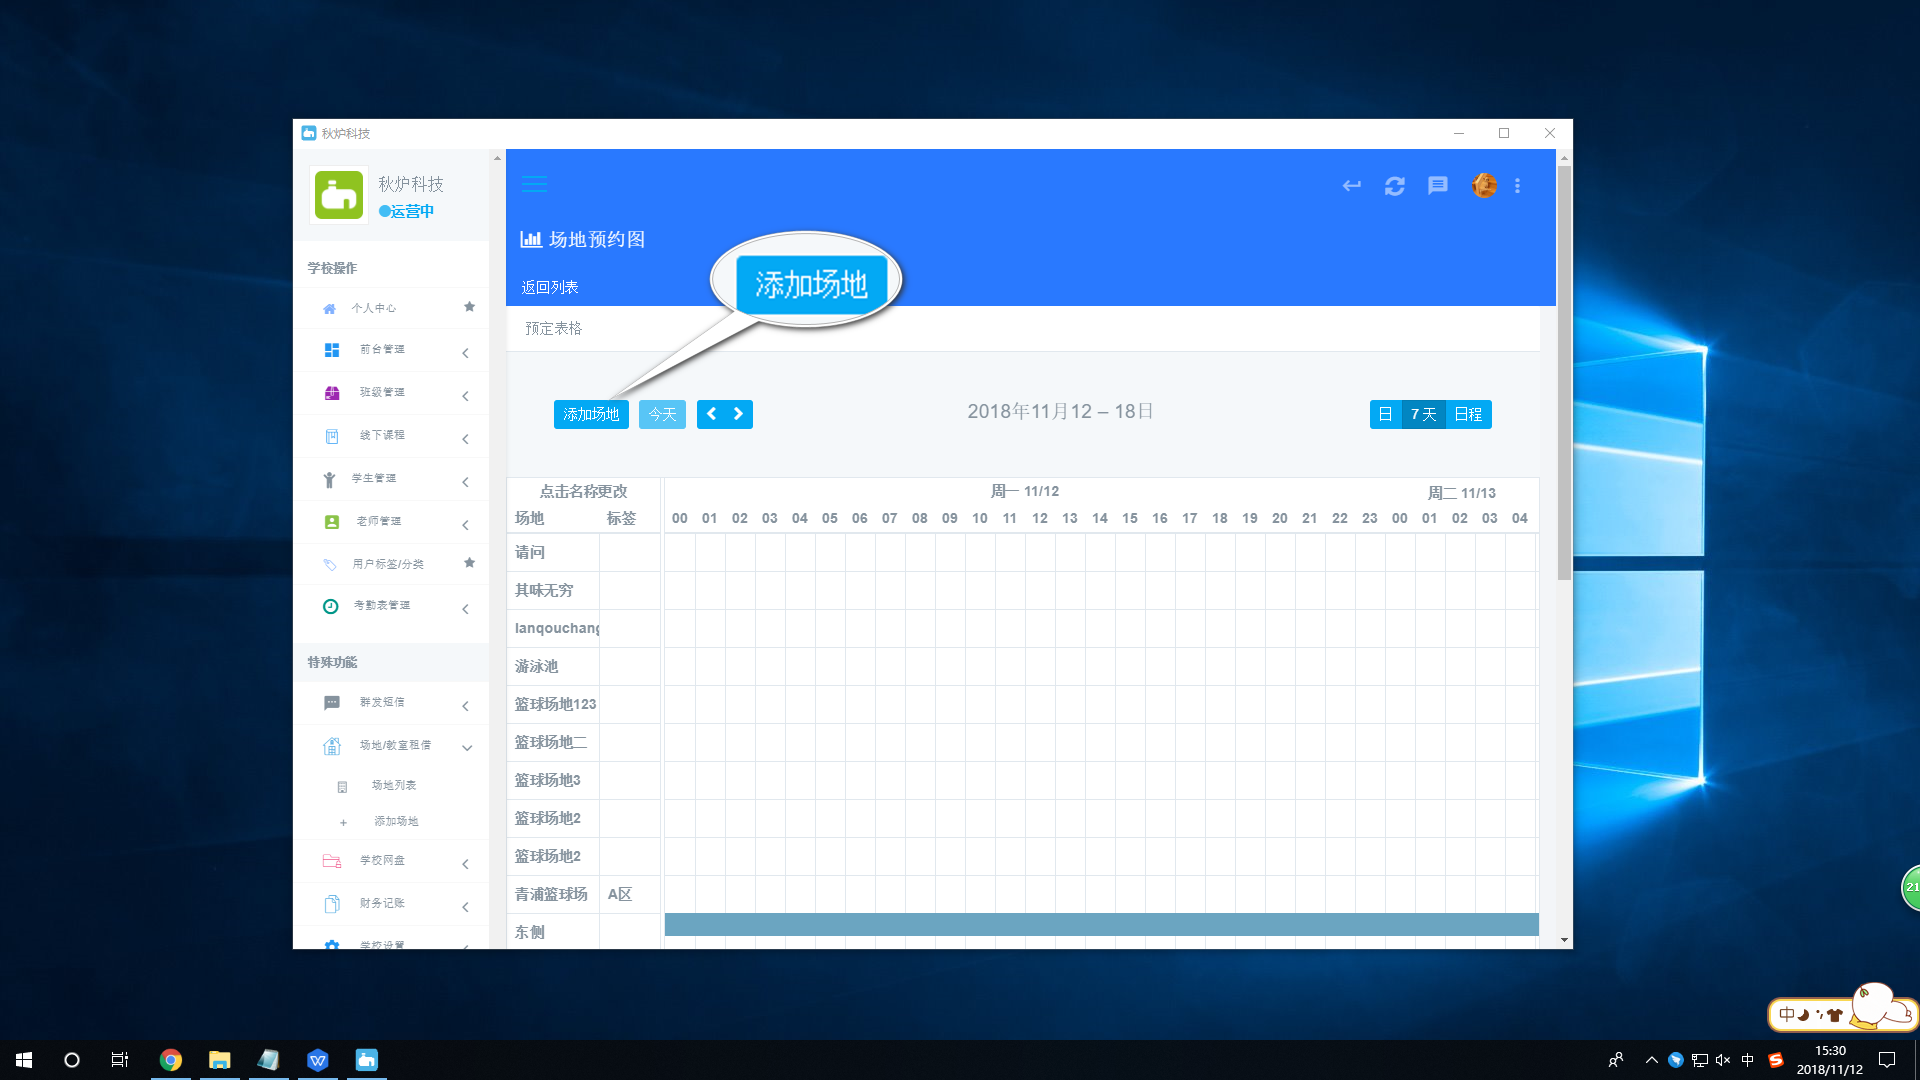 秋炉科技
秋炉科技
运营中
学校操作
个人中心
前台管理
班级管理
线下课程
学生管理
老师管理
用户标签/分类
考勤表管理
特殊功能
群发短信
场地/教室租借
场地列表
添加场地
学校网盘
财务记账
学校设置
场地预约图
返回列表
添加场地
预定表格
添加场地 今天
2018年11月12 – 18日
日 7 天 日程
点击名称更改 周一 11/12 周二 11/13
场地 标签 00 01 02 03 04 05 06 07 08 09 10 11 12 13 14 15 16 17 18 19 20 21 22 23 00 01 02 03 04
请问
其味无穷
lanqouchang
游泳池
篮球场地123
篮球场地二
篮球场地3
篮球场地2
篮球场地2
青浦篮球场 A区
东侧
21
中
中
15:30
2018/11/12